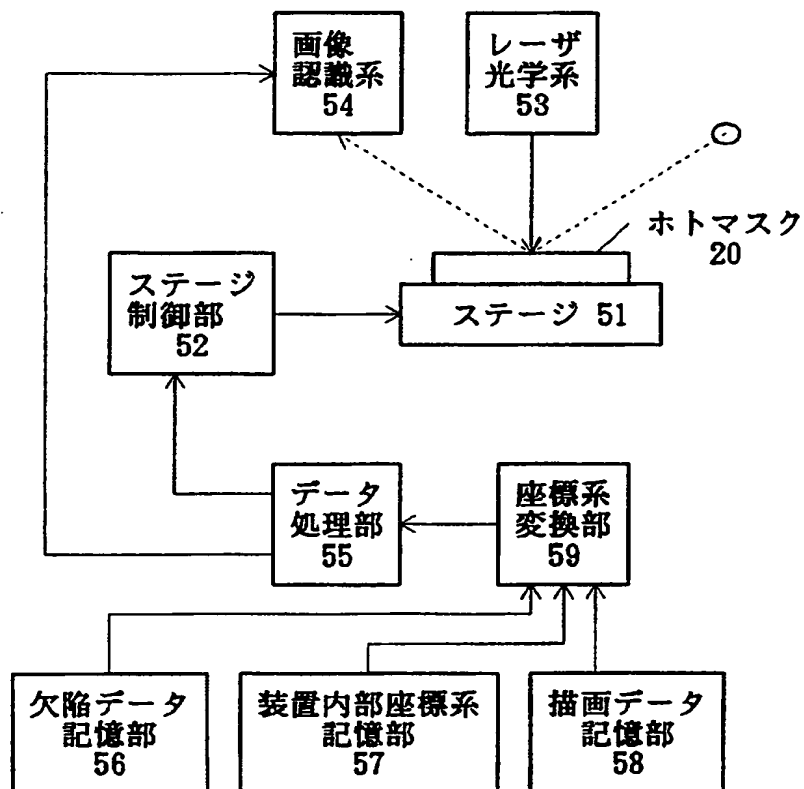 画像
認識系
54
レーザ
光学系
53
ホトマスク
20
ステージ
制御部
52
ステージ 51
データ
処理部
55
座標系
変換部
59
欠陥データ
記憶部
56
装置内部座標系
記憶部
57
描画データ
記憶部
58